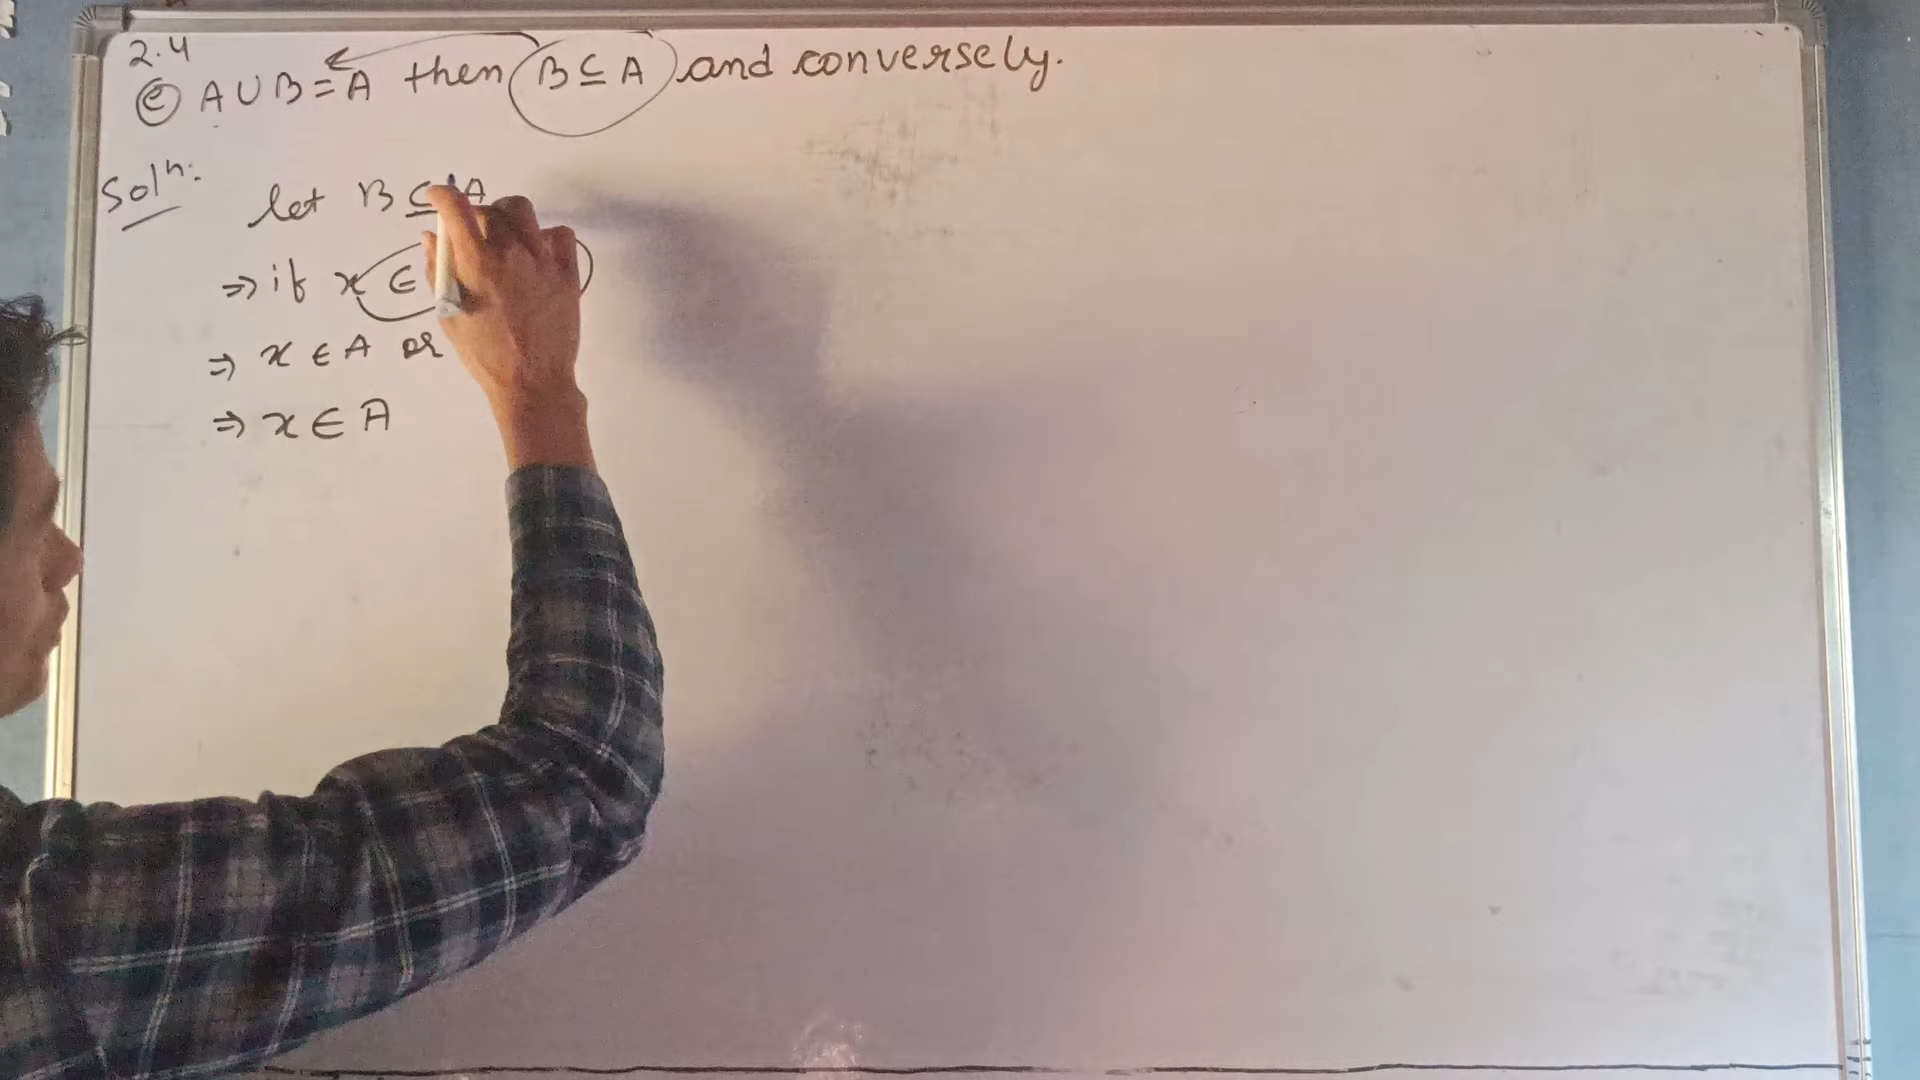 2.4
ⓔ A∪B=A then B⊆A and conversely.
Solⁿ: let B⊆A
⇒ if x ∈
⇒ x ∈ A or
⇒ x ∈ A